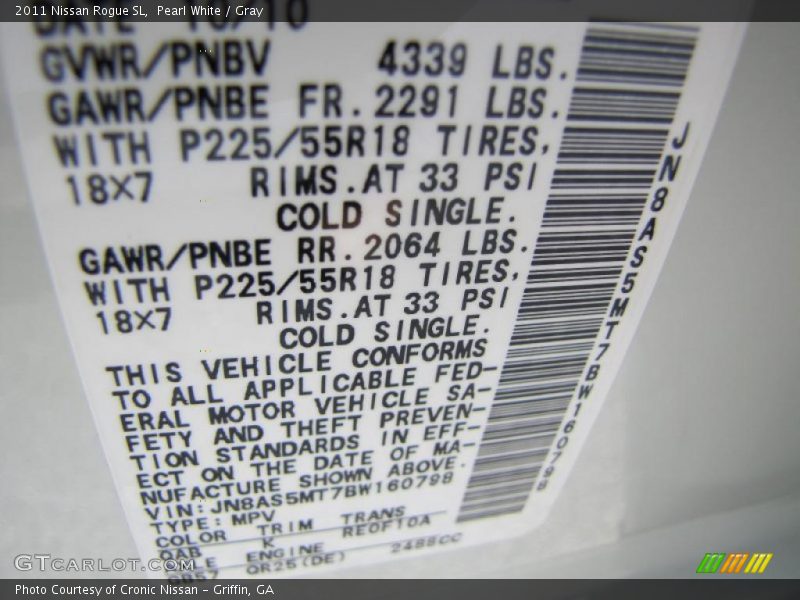 2011 Nissan Rogue SL, Pearl White / Gray
DATE 10/10
GVWR/PNBV 4339 LBS.
GAWR/PNBE FR. 2291 LBS.
WITH P225/55R18 TIRES,
18X7 RIMS. AT 33 PSI
COLD SINGLE.
GAWR/PNBE RR. 2064 LBS.
WITH P225/55R18 TIRES,
18X7 RIMS. AT 33 PSI
COLD SINGLE.
THIS VEHICLE CONFORMS
TO ALL APPLICABLE FED-
ERAL MOTOR VEHICLE SA-
FETY AND THEFT PREVEN-
TION STANDARDS IN EFF-
ECT ON THE DATE OF MA-
NUFACTURE SHOWN ABOVE.
VIN: JN8AS5MT7BW160798
TYPE: MPV
COLOR TRIM TRANS
QAB K RE0F10A
ENGINE
QR25(DE) 2488CC
JN8AS5MT7BW160798
GTCarLot.com
Photo Courtesy of Cronic Nissan - Griffin, GA